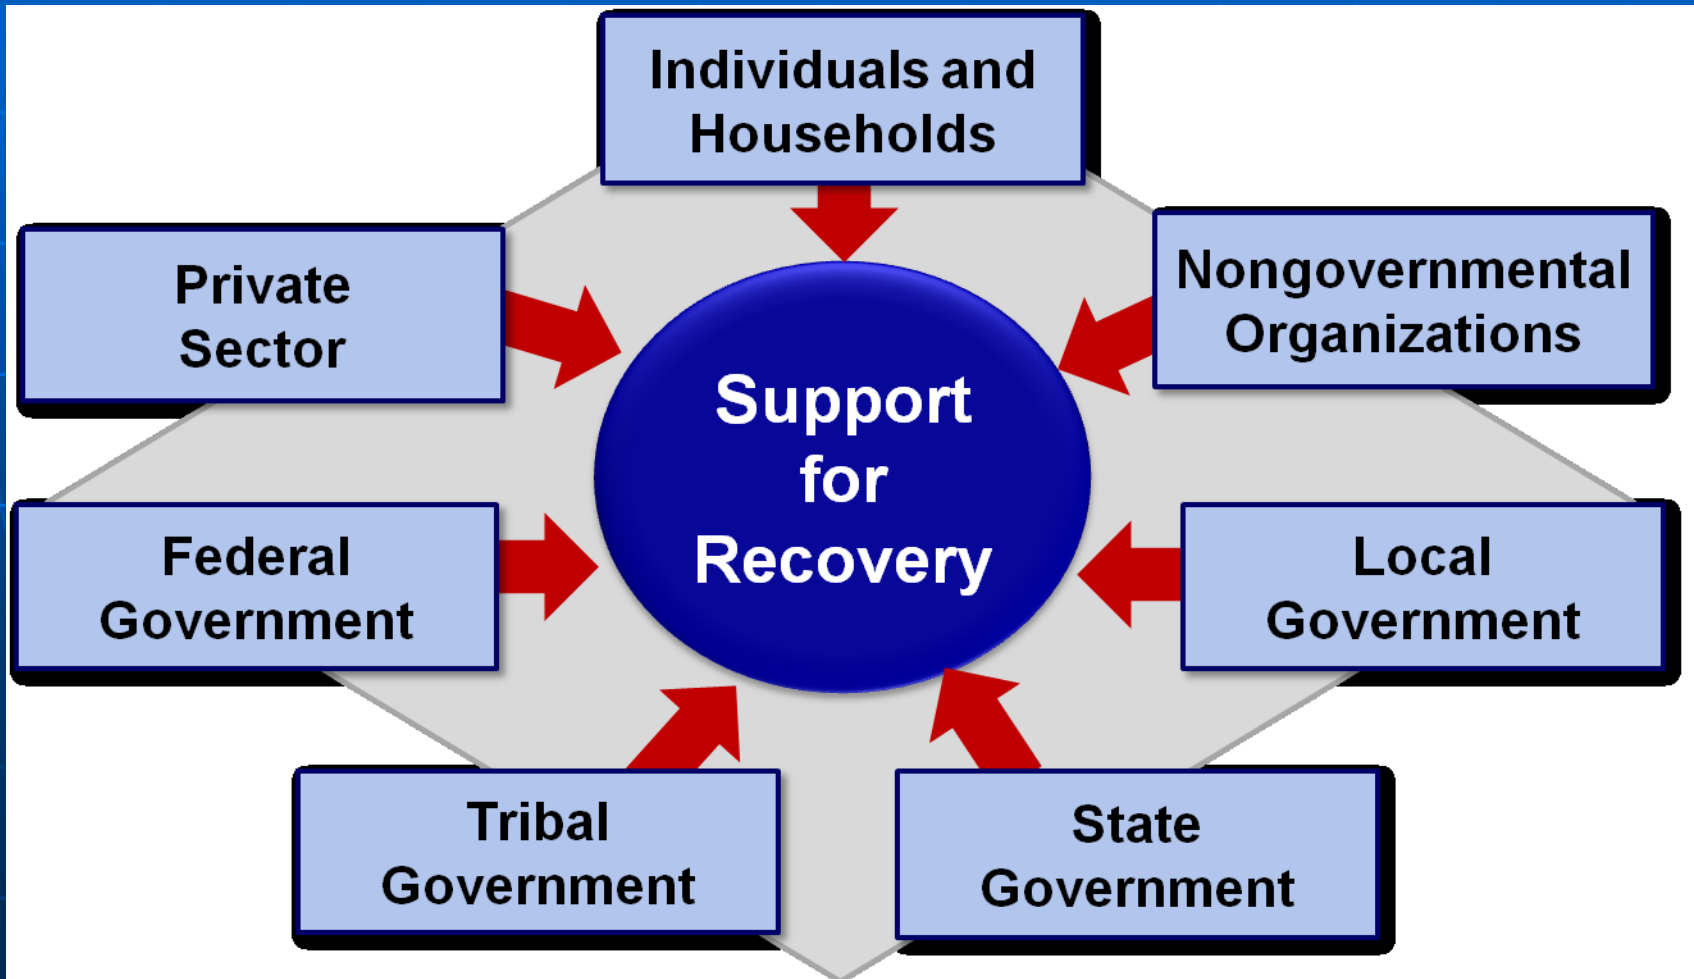 Individuals and
Households
Private
Sector
Nongovernmental
Organizations
Support
for
Recovery
Federal
Government
Local
Government
Tribal
Government
State
Government